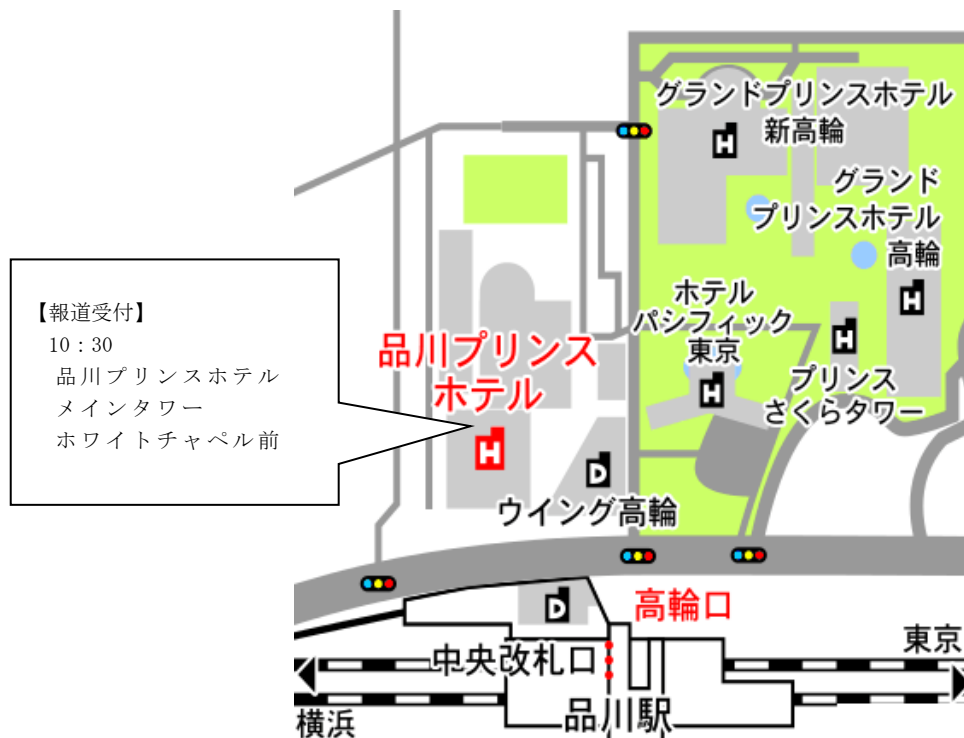 グランドプリンスホテル
新高輪
グランド
プリンスホテル
高輪
ホテル
パシフィック
東京
プリンス
さくらタワー
【報道受付】
10：30
品川プリンスホテル
メインタワー
ホワイトチャペル前
品川プリンス
ホテル
H
H
H
H
H
D
ウイング高輪
D
高輪口
中央改札口
東京
横浜
品川駅